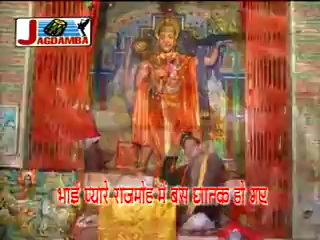 JAGDAMBA
भाई प्यारे राजमोह में बस घातक हो गए